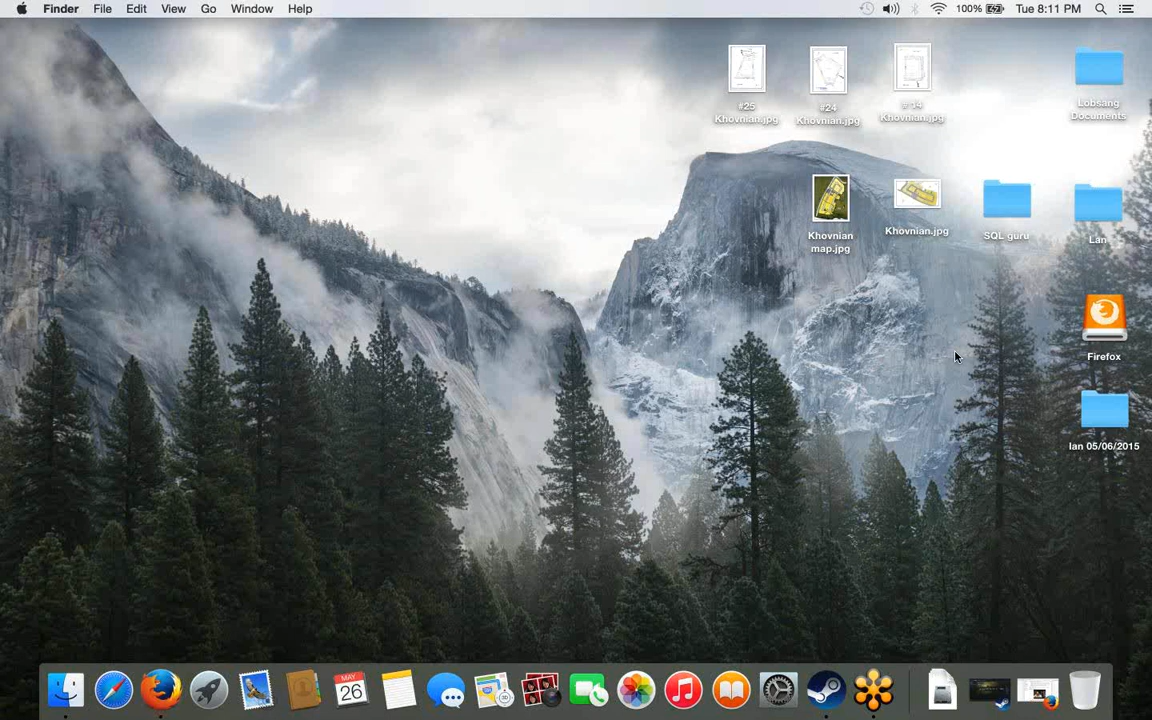 Finder File Edit View Go Window Help 100% Tue 8:11 PM
#25
Khovnian.jpg
#24
Khovnian.jpg
Khovnian.jpg
Lobsang
Documents
Khovnian
map.jpg
Khovnian.jpg
SQL guru
Lan
Firefox
lan 05/06/2015
MAY
26